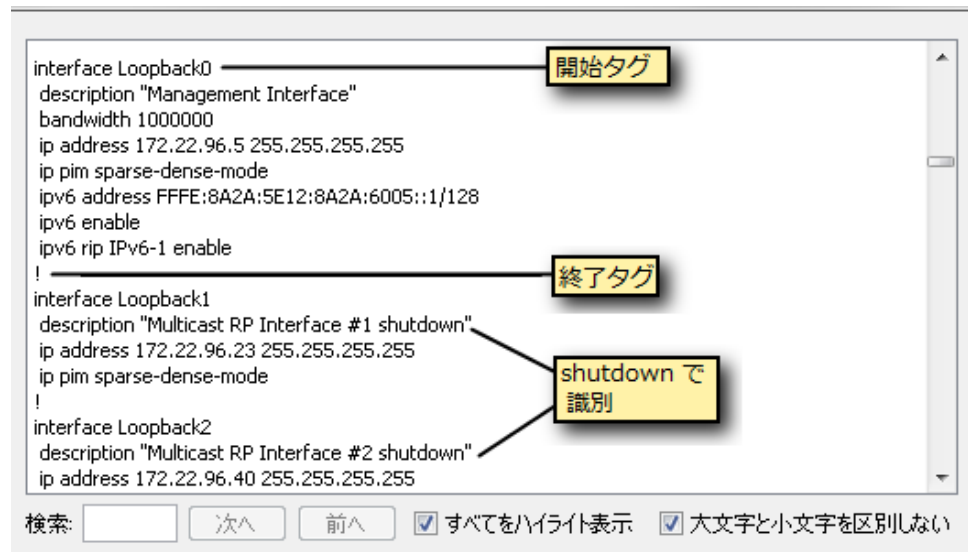 interface Loopback0
開始タグ
description "Management Interface"
bandwidth 1000000
ip address 172.22.96.5 255.255.255.255
ip pim sparse-dense-mode
ipv6 address FFFE:8A2A:5E12:8A2A:6005::1/128
ipv6 enable
ipv6 rip IPv6-1 enable
!
終了タグ
interface Loopback1
description "Multicast RP Interface #1 shutdown"
ip address 172.22.96.23 255.255.255.255
ip pim sparse-dense-mode
shutdown で
識別
!
interface Loopback2
description "Multicast RP Interface #2 shutdown"
ip address 172.22.96.40 255.255.255.255
検索: 次へ 前へ すべてをハイライト表示 大文字と小文字を区別しない